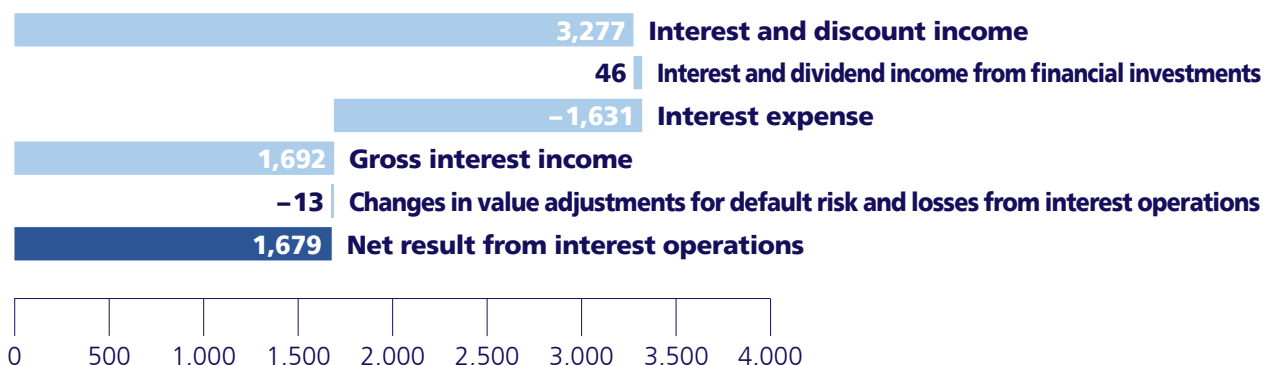 3,277 Interest and discount income
46 Interest and dividend income from financial investments
–1,631 Interest expense
1,692 Gross interest income
–13 Changes in value adjustments for default risk and losses from interest operations
1,679 Net result from interest operations
0 500 1,000 1,500 2,000 2,500 3,000 3,500 4,000